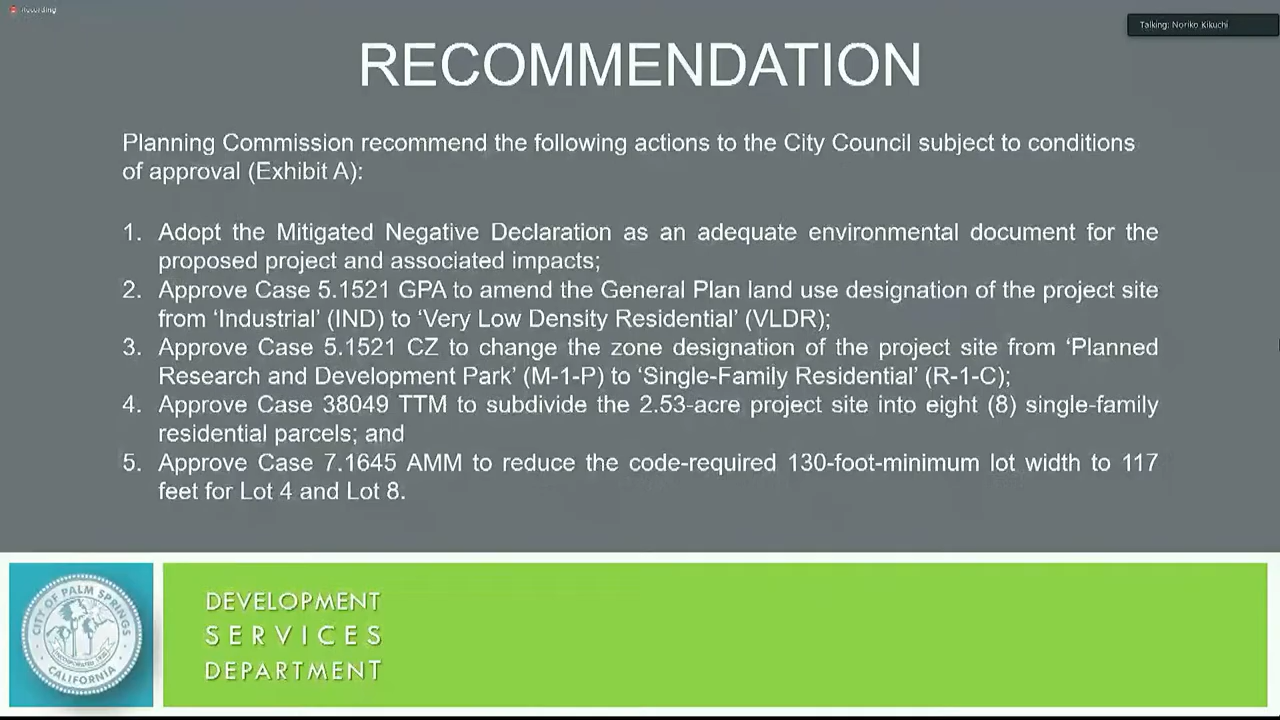 Recording
Talking: Noriko Kikuchi
RECOMMENDATION
Planning Commission recommend the following actions to the City Council subject to conditions
of approval (Exhibit A):
1. Adopt the Mitigated Negative Declaration as an adequate environmental document for the
proposed project and associated impacts;
2. Approve Case 5.1521 GPA to amend the General Plan land use designation of the project site
from ‘Industrial’ (IND) to ‘Very Low Density Residential’ (VLDR);
3. Approve Case 5.1521 CZ to change the zone designation of the project site from ‘Planned
Research and Development Park’ (M-1-P) to ‘Single-Family Residential’ (R-1-C);
4. Approve Case 38049 TTM to subdivide the 2.53-acre project site into eight (8) single-family
residential parcels; and
5. Approve Case 7.1645 AMM to reduce the code-required 130-foot-minimum lot width to 117
feet for Lot 4 and Lot 8.
CITY OF PALM SPRINGS
CALIFORNIA
DEVELOPMENT
SERVICES
DEPARTMENT